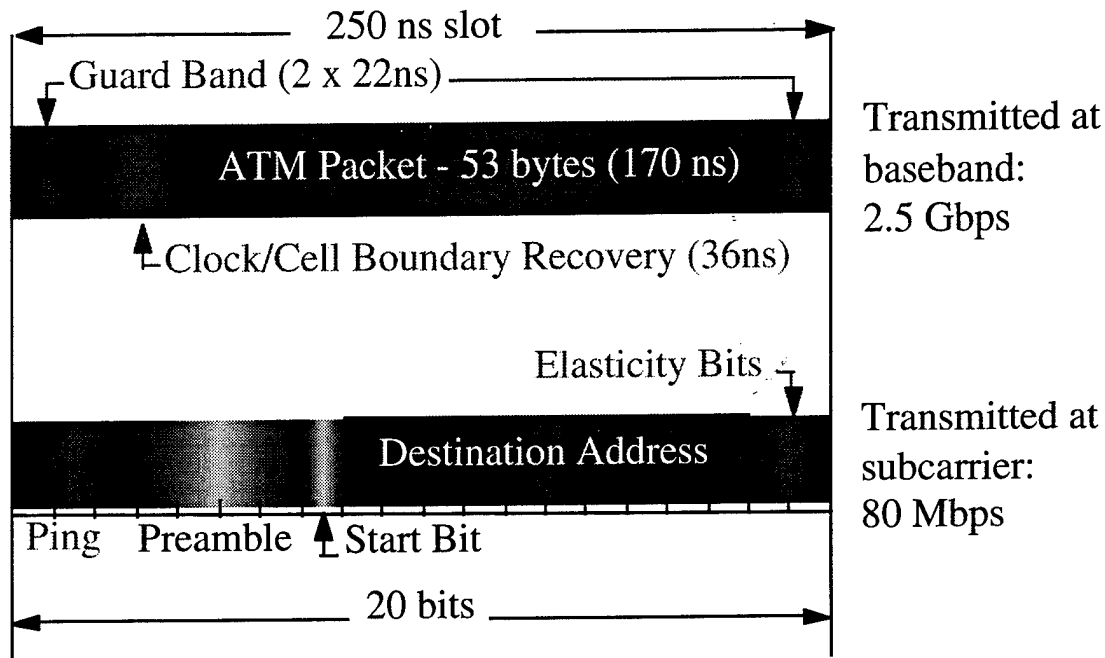 250 ns slot
Guard Band (2 x 22ns)
ATM Packet - 53 bytes (170 ns)
Transmitted at
baseband:
2.5 Gbps
Clock/Cell Boundary Recovery (36ns)
Elasticity Bits
Destination Address
Transmitted at
subcarrier:
80 Mbps
Ping Preamble Start Bit
20 bits